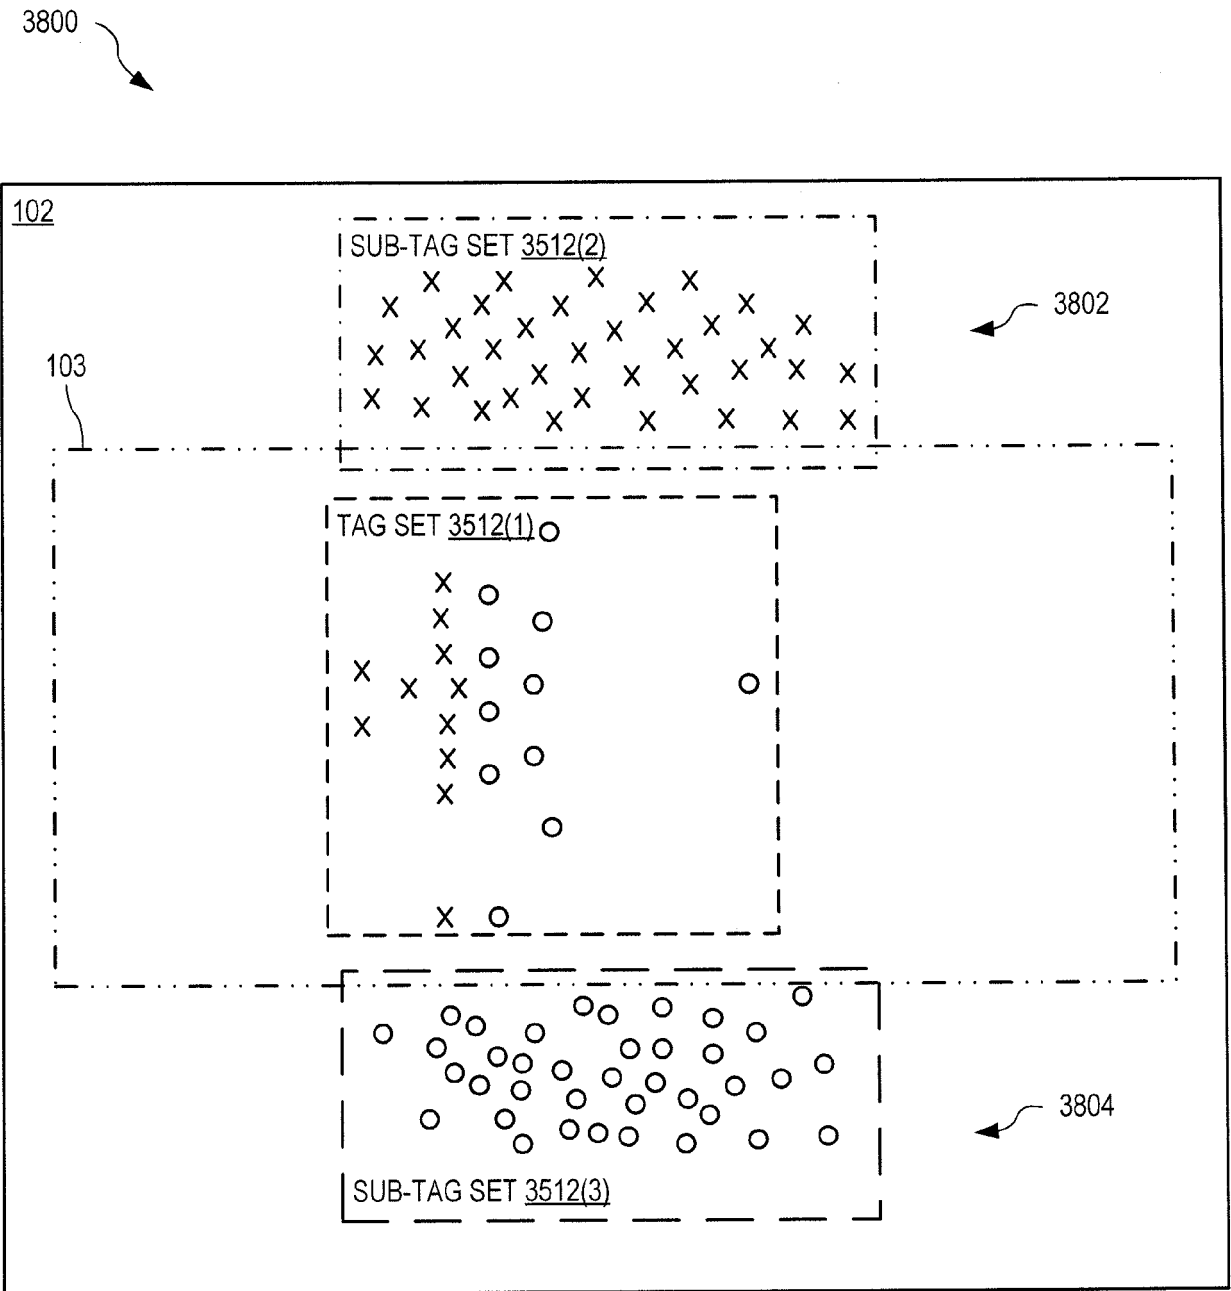 3800
102
SUB-TAG SET 3512(2)
3802
103
TAG SET 3512(1)
3804
SUB-TAG SET 3512(3)